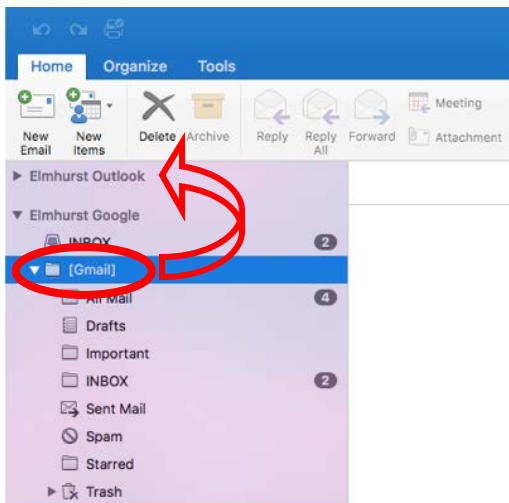 Home Organize Tools
New Email
New Items
Delete
Archive
Reply
Reply All
Forward
Meeting
Attachment
Elmhurst Outlook
Elmhurst Google
INBOX 2
[Gmail]
All Mail 4
Drafts
Important
INBOX 2
Sent Mail
Spam
Starred
Trash